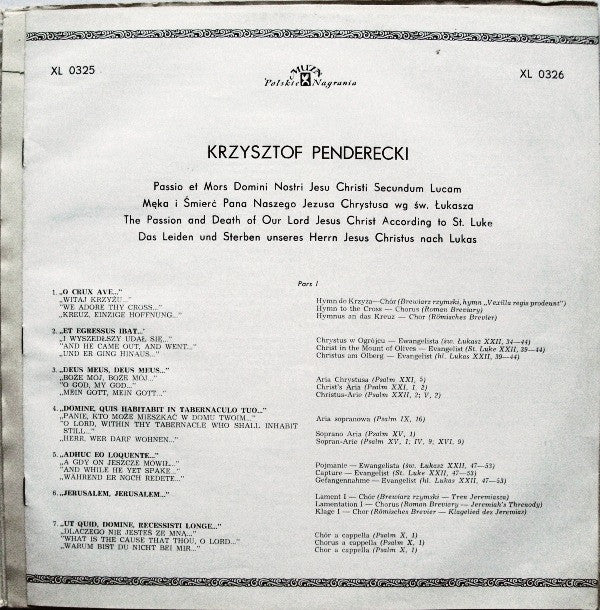 XL 0325
MUZA
Polskie Nagrania
XL 0326
KRZYSZTOF PENDERECKI
Passio et Mors Domini Nostri Jesu Christi Secundum Lucam
Męka i Śmierć Pana Naszego Jezusa Chrystusa wg św. Łukasza
The Passion and Death of Our Lord Jesus Christ According to St. Luke
Das Leiden und Sterben unseres Herrn Jesus Christus nach Lukas
Pars I
1. „O CRUX AVE..."
„WITAJ KRZYŻU..." Hymn do Krzyża—Chór (Brewiarz rzymski, hymn „Vexilla regis prodeunt")
"WE ADORE THY CROSS..." Hymn to the Cross — Chorus (Roman Breviary)
„KREUZ, EINZIGE HOFFNUNG..." Hymnus an das Kreuz — Chor (Römisches Brevier)
2. „ET EGRESSUS IBAT..."
„I WYSZEDŁSZY UDAŁ SIĘ..." Chrystus w Ogrójcu — Ewangelista (św. Łukasz XXII, 34—44)
"AND HE CAME OUT, AND WENT..." Christ in the Mount of Olives — Evangelist (St. Luke XXII, 39—44)
„UND ER GING HINAUS..." Christus am Ölberg — Evangelist (hl. Lukas XXII, 39—44)
3. „DEUS MEUS, DEUS MEUS..."
„BOŻE MÓJ, BOŻE MÓJ..." Aria Chrystusa (Psalm XXI, 5)
"O GOD, MY GOD..." Christ's Aria (Psalm XXI, 1, 2)
„MEIN GOTT, MEIN GOTT..." Christus-Arie (Psalm XXII, 2; V, 2)
4. „DOMINE, QUIS HABITABIT IN TABERNACULO TUO..."
„PANIE, KTO MOŻE MIESZKAĆ W DOMU TWOIM..." Aria sopranowa (Psalm IX, 16)
"O LORD, WITHIN THY TABERNACLE WHO SHALL INHABIT
STILL..." Soprano Aria (Psalm XV, 1)
„HERR, WER DARF WOHNEN..." Sopran-Arie (Psalm XV, 1; IV, 9; XVI, 9)
5. „ADHUC EO LOQUENTE..."
„A GDY ON JESZCZE MÓWIŁ..." Pojmanie — Ewangelista (św. Łukasz XXII, 47—53)
"AND WHILE HE YET SPAKE..." Capture — Evangelist (St. Luke XXII, 47—53)
„WÄHREND ER NOCH REDETE..." Gefangennahme — Evangelist (hl. Lukas XXII, 47—53)
6. „JERUSALEM, JERUSALEM..." Lament I — Chór (Brewiarz rzymski - Tren Jeremiasza)
Lamentation I — Chorus (Roman Breviary — Jeremiah's Threnody)
Klage I — Chor (Römisches Brevier — Klagelied des Jeremias)
7. „UT QUID, DOMINE, RECESSISTI LONGE..."
„DLACZEGO NIE JESTEŚ ZE MNĄ..." Chór a cappella (Psalm X, 1)
"WHAT IS THE CAUSE THAT THOU, O LORD..." Chorus a cappella (Psalm X, 1)
„WARUM BIST DU NICHT BEI MIR..." Chor a cappella (Psalm X, 1)